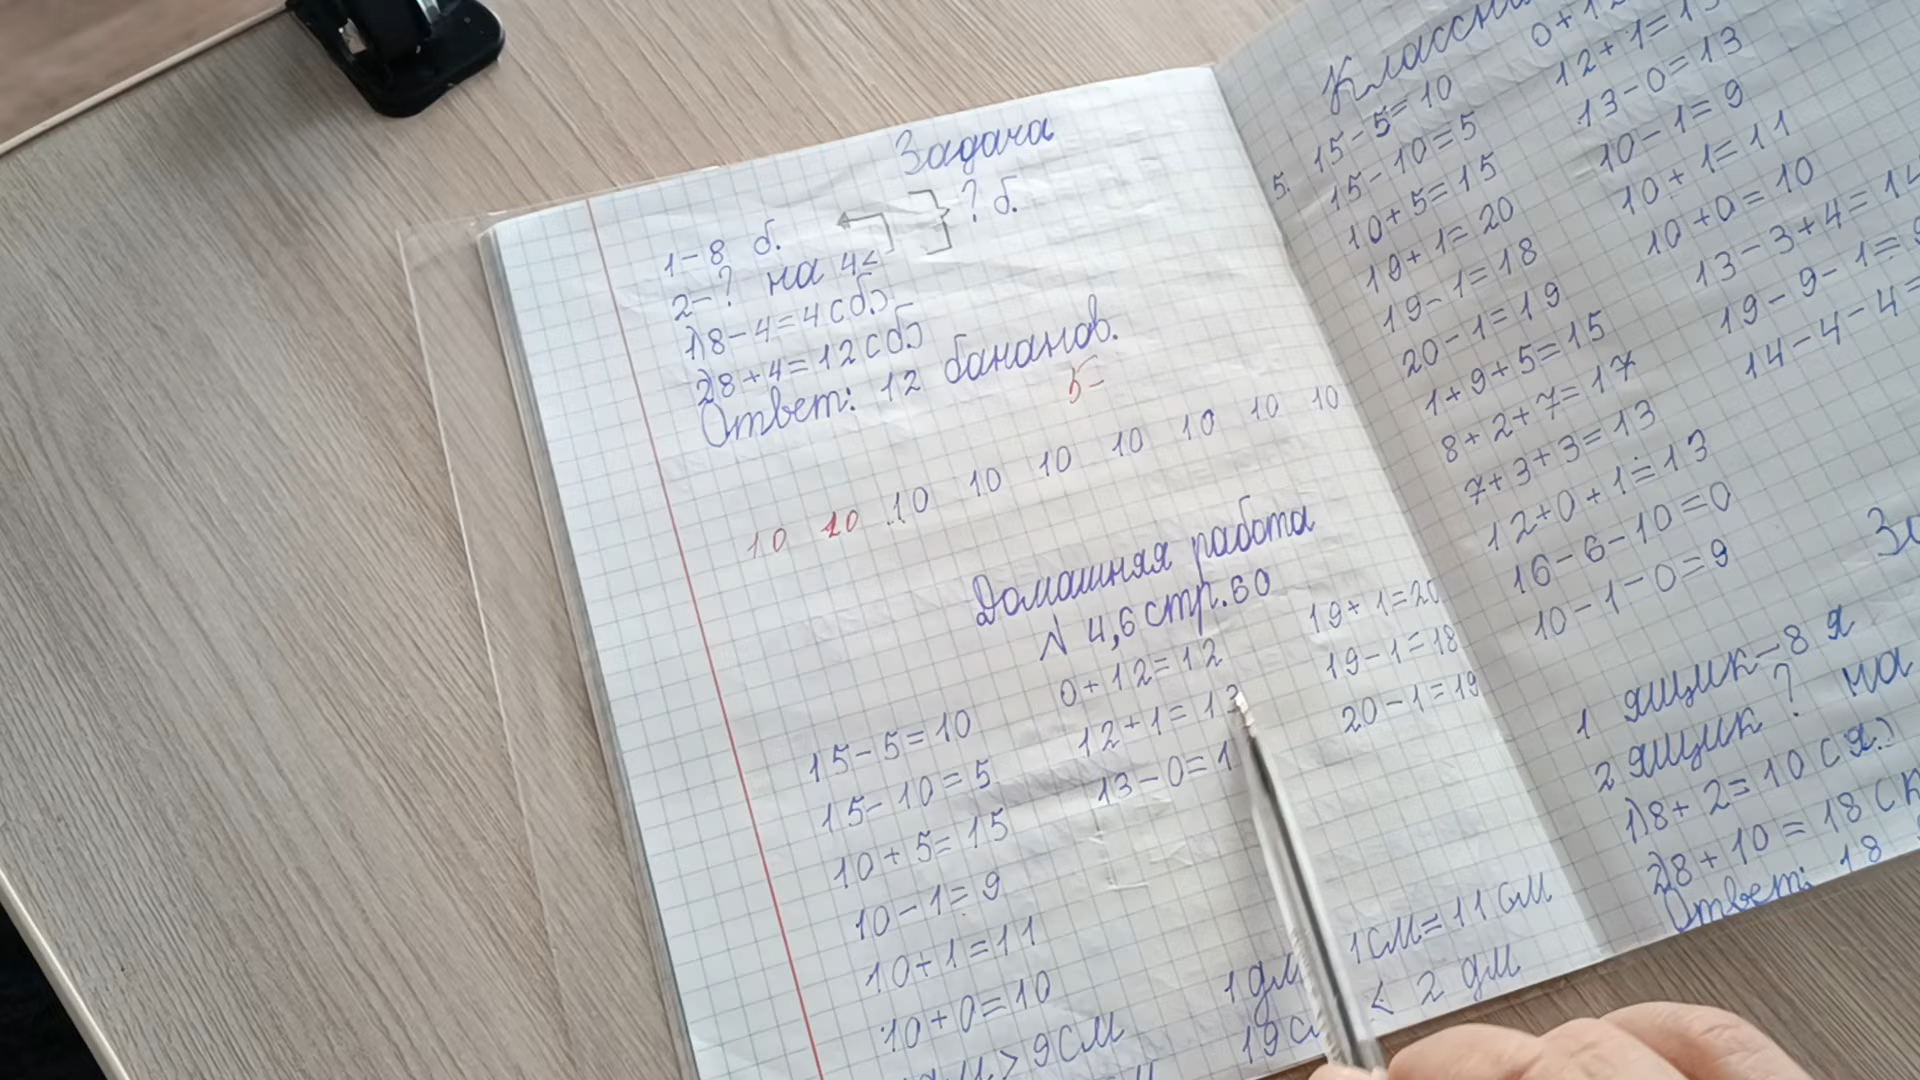 Задача
1-8 б.
? б.
2-? на 4<
1)8-4=4(б.)
2)8+4=12(б.)
Ответ: 12 бананов.
5=
10 10 10 10 10 10 10 10 10
Домашняя работа
N 4,6 стр.60
15-5=10 0+12=12 19+1=20
15-10=5 12+1=13 19-1=18
10+5=15 13-0=1 20-1=19
10-1=9
10+1=11
10+0=10
1дм 1см=11см
> 9см 19с < 2 дм
5. 15-5=10
15-10=5
10+5=15
19+1=20
19-1=18
20-1=19
1+9+5=15
8+2+7=17
7+3+3=13
12+0+1=13
16-6-10=0
10-1-0=9
12+1=
13-0=13
10-1=9
10+1=11
10+0=10
13-3+4=14
19-9-1=
14-4-4=
1 ящик-8 я
2 ящик ? на
1)8+2=10(я.)
2)8+10=18(
Ответ: 18